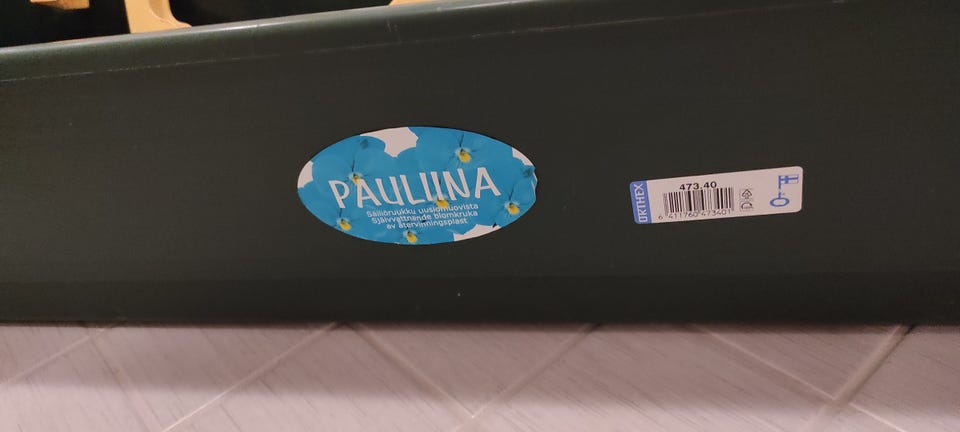 PAULIINA
Säiliöruukku uusiomuovista
Självvattnande blomkruka
av återvinningsplast
ORTHEX
473.40
6 411760 473401